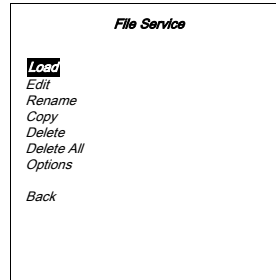 File Service
Load
Edit
Rename
Copy
Delete
Delete All
Options
Back